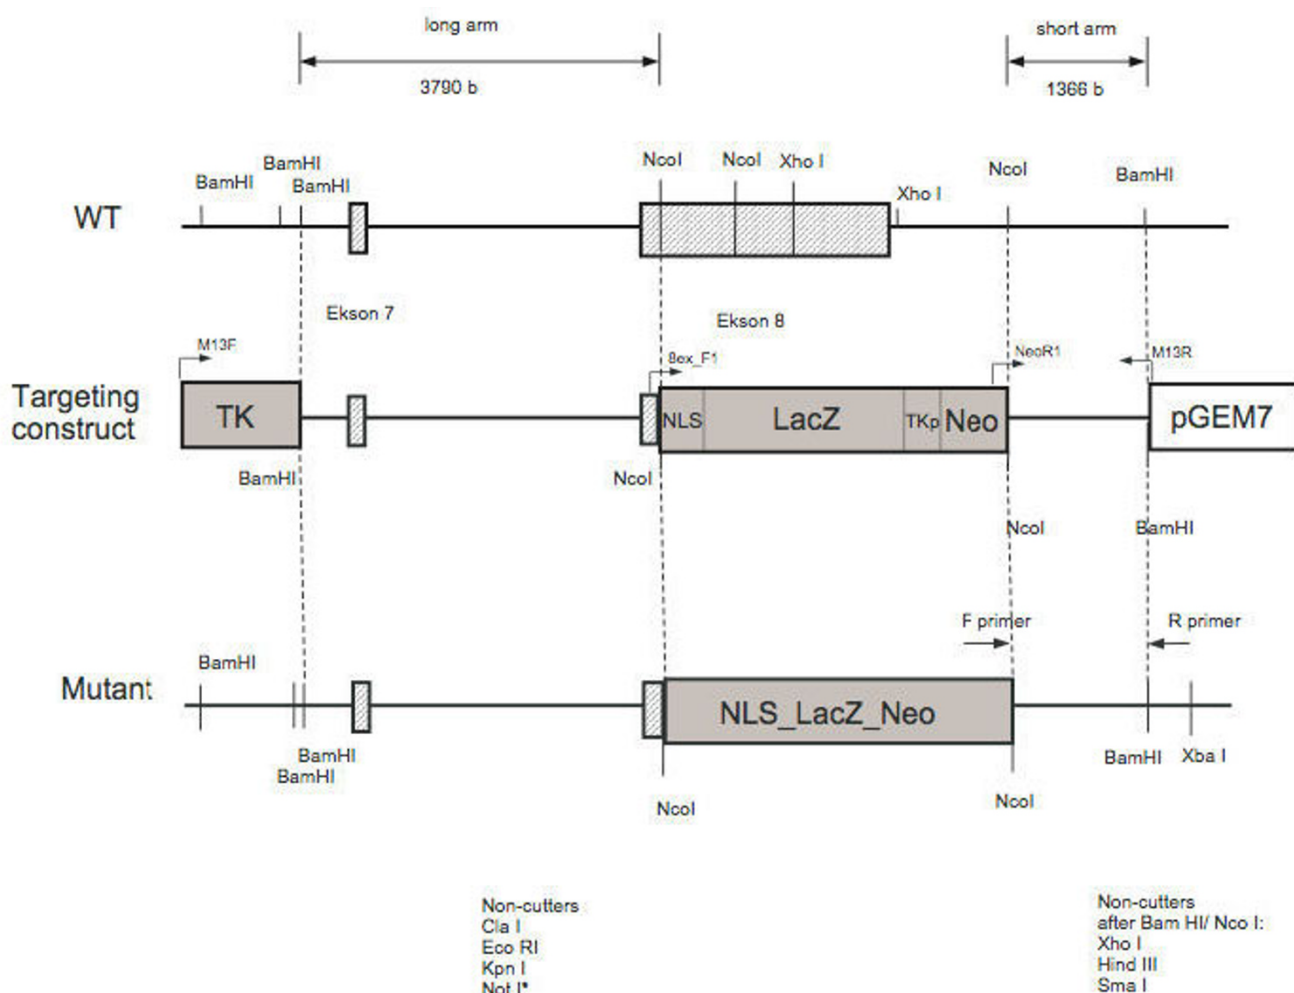 long arm
short arm
3790 b
1366 b
BamHI
BamHI
BamHI
NcoI
NcoI
Xho I
Xho I
NcoI
BamHI
WT
Ekson 7
Ekson 8
M13F
8ex_F1
NeoR1
M13R
Targeting
construct
TK
NLS
LacZ
TKp
Neo
pGEM7
BamHI
NcoI
NcoI
BamHI
F primer
R primer
BamHI
Mutant
NLS_LacZ_Neo
BamHI
BamHI
BamHI
Xba I
NcoI
NcoI
Non-cutters
Cla I
Eco RI
Kpn I
Not I*
Non-cutters
after Bam HI/ Nco I:
Xho I
Hind III
Sma I